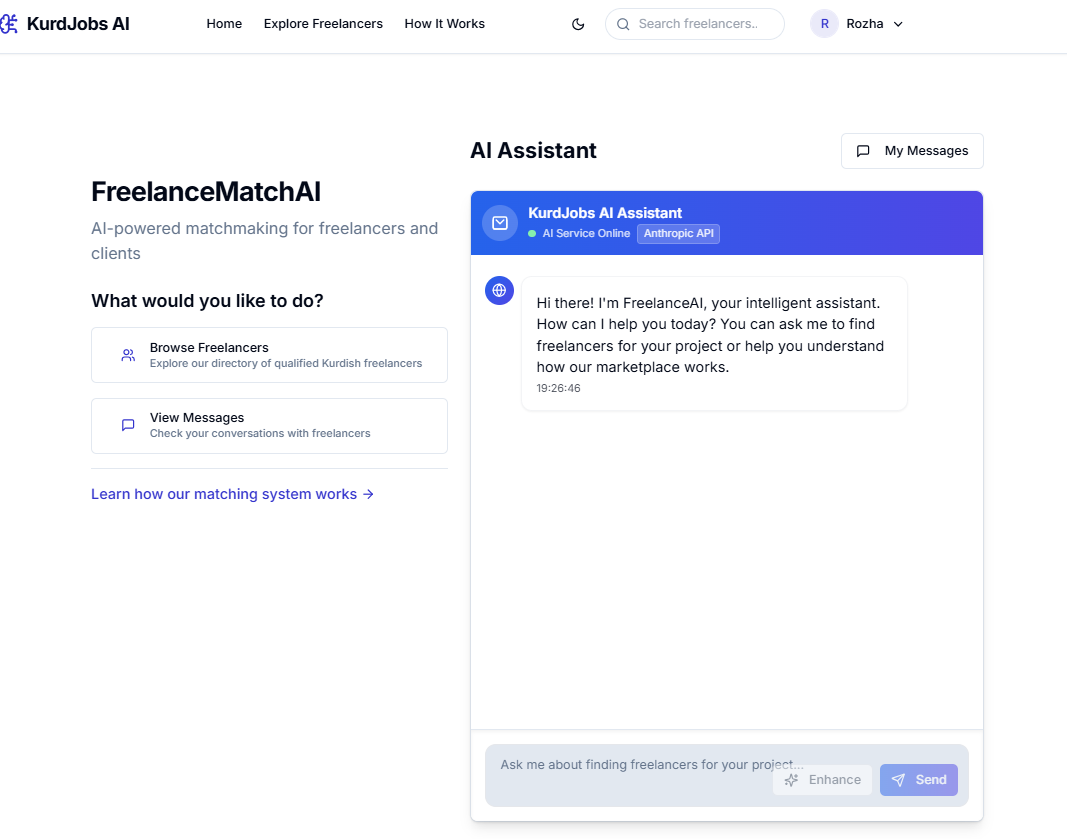 KurdJobs AI
Home
Explore Freelancers
How It Works
Search freelancers..
R
Rozha
FreelanceMatchAI
AI-powered matchmaking for freelancers and
clients
What would you like to do?
Browse Freelancers
Explore our directory of qualified Kurdish freelancers
View Messages
Check your conversations with freelancers
Learn how our matching system works →
AI Assistant
My Messages
KurdJobs AI Assistant
AI Service Online
Anthropic API
Hi there! I'm FreelanceAI, your intelligent assistant.
How can I help you today? You can ask me to find
freelancers for your project or help you understand
how our marketplace works.
19:26:46
Ask me about finding freelancers for your project...
Enhance
Send